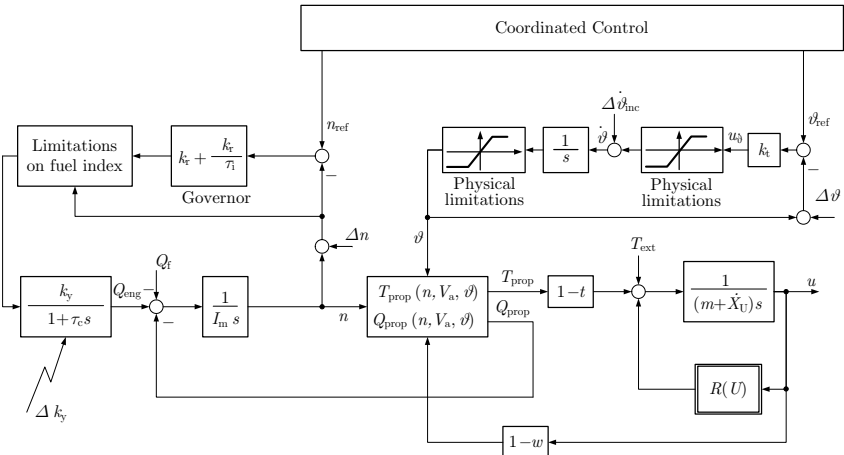 Coordinated Control
n_ref
Δϑ̇_inc
ϑ_ref
Limitations
on fuel index
k_r + k_r/τ_i
Governor
1/s
ϑ̇
u_ϑ̇
k_t
−
−
Physical
limitations
Physical
limitations
Δϑ
Δn
ϑ
T_ext
Q_f
k_y/(1+τ_c s)
Q_eng
−
−
1/(I_m s)
n
T_prop (n, V_a, ϑ)
Q_prop (n, V_a, ϑ)
T_prop
Q_prop
1−t
1/((m+Ẋ_U)s)
u
R(U)
Δ k_y
1−w